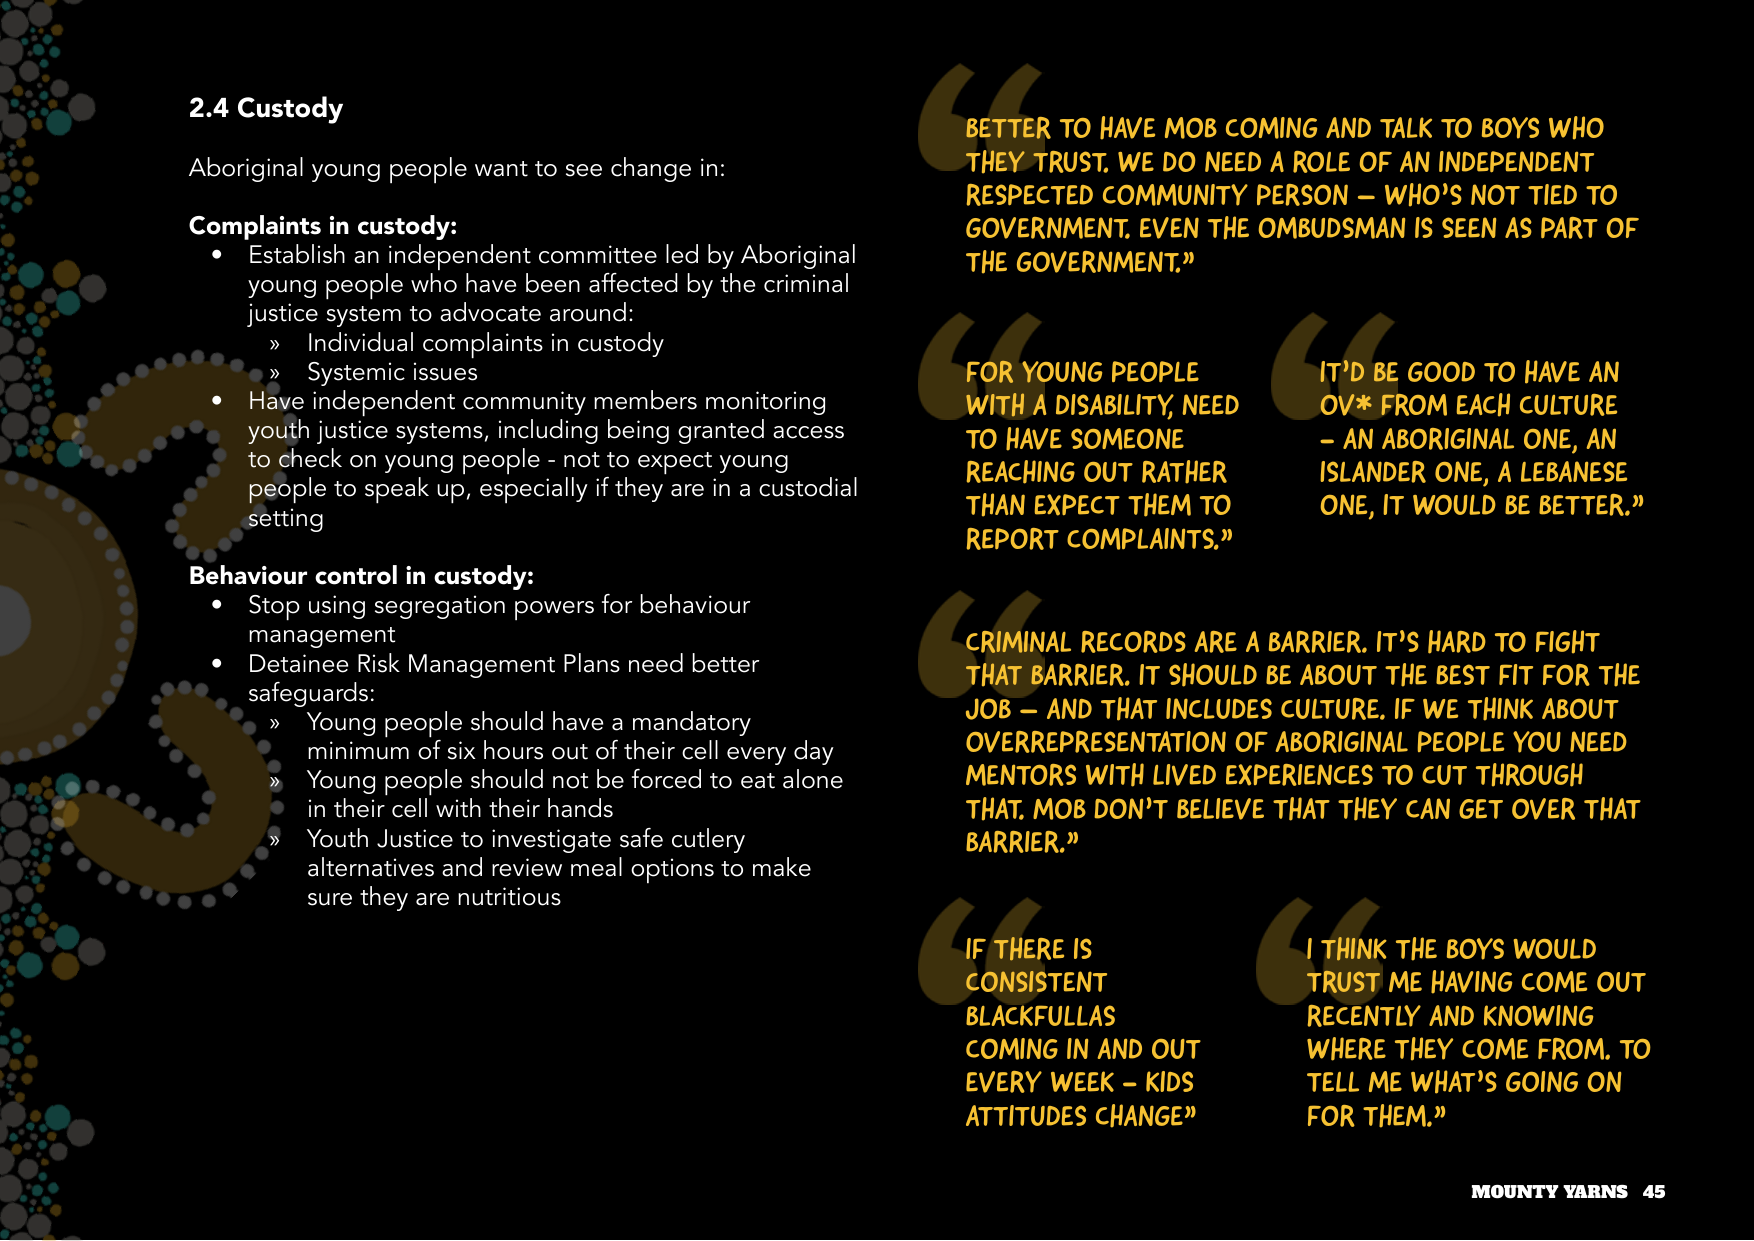 2.4 Custody
Aboriginal young people want to see change in:
Complaints in custody:
• Establish an independent committee led by Aboriginal
young people who have been affected by the criminal
justice system to advocate around:
» Individual complaints in custody
» Systemic issues
• Have independent community members monitoring
youth justice systems, including being granted access
to check on young people - not to expect young
people to speak up, especially if they are in a custodial
setting
Behaviour control in custody:
• Stop using segregation powers for behaviour
management
• Detainee Risk Management Plans need better
safeguards:
» Young people should have a mandatory
minimum of six hours out of their cell every day
» Young people should not be forced to eat alone
in their cell with their hands
» Youth Justice to investigate safe cutlery
alternatives and review meal options to make
sure they are nutritious
“
BETTER TO HAVE MOB COMING AND TALK TO BOYS WHO
THEY TRUST. WE DO NEED A ROLE OF AN INDEPENDENT
RESPECTED COMMUNITY PERSON – WHO'S NOT TIED TO
GOVERNMENT. EVEN THE OMBUDSMAN IS SEEN AS PART OF
THE GOVERNMENT.”
“
FOR YOUNG PEOPLE
WITH A DISABILITY, NEED
TO HAVE SOMEONE
REACHING OUT RATHER
THAN EXPECT THEM TO
REPORT COMPLAINTS.”
“
IT'D BE GOOD TO HAVE AN
OV* FROM EACH CULTURE
– AN ABORIGINAL ONE, AN
ISLANDER ONE, A LEBANESE
ONE, IT WOULD BE BETTER.”
“
CRIMINAL RECORDS ARE A BARRIER. IT'S HARD TO FIGHT
THAT BARRIER. IT SHOULD BE ABOUT THE BEST FIT FOR THE
JOB – AND THAT INCLUDES CULTURE. IF WE THINK ABOUT
OVERREPRESENTATION OF ABORIGINAL PEOPLE YOU NEED
MENTORS WITH LIVED EXPERIENCES TO CUT THROUGH
THAT. MOB DON'T BELIEVE THAT THEY CAN GET OVER THAT
BARRIER.”
“
IF THERE IS
CONSISTENT
BLACKFULLAS
COMING IN AND OUT
EVERY WEEK – KIDS
ATTITUDES CHANGE”
“
I THINK THE BOYS WOULD
TRUST ME HAVING COME OUT
RECENTLY AND KNOWING
WHERE THEY COME FROM. TO
TELL ME WHAT'S GOING ON
FOR THEM.”
MOUNTY YARNS 45